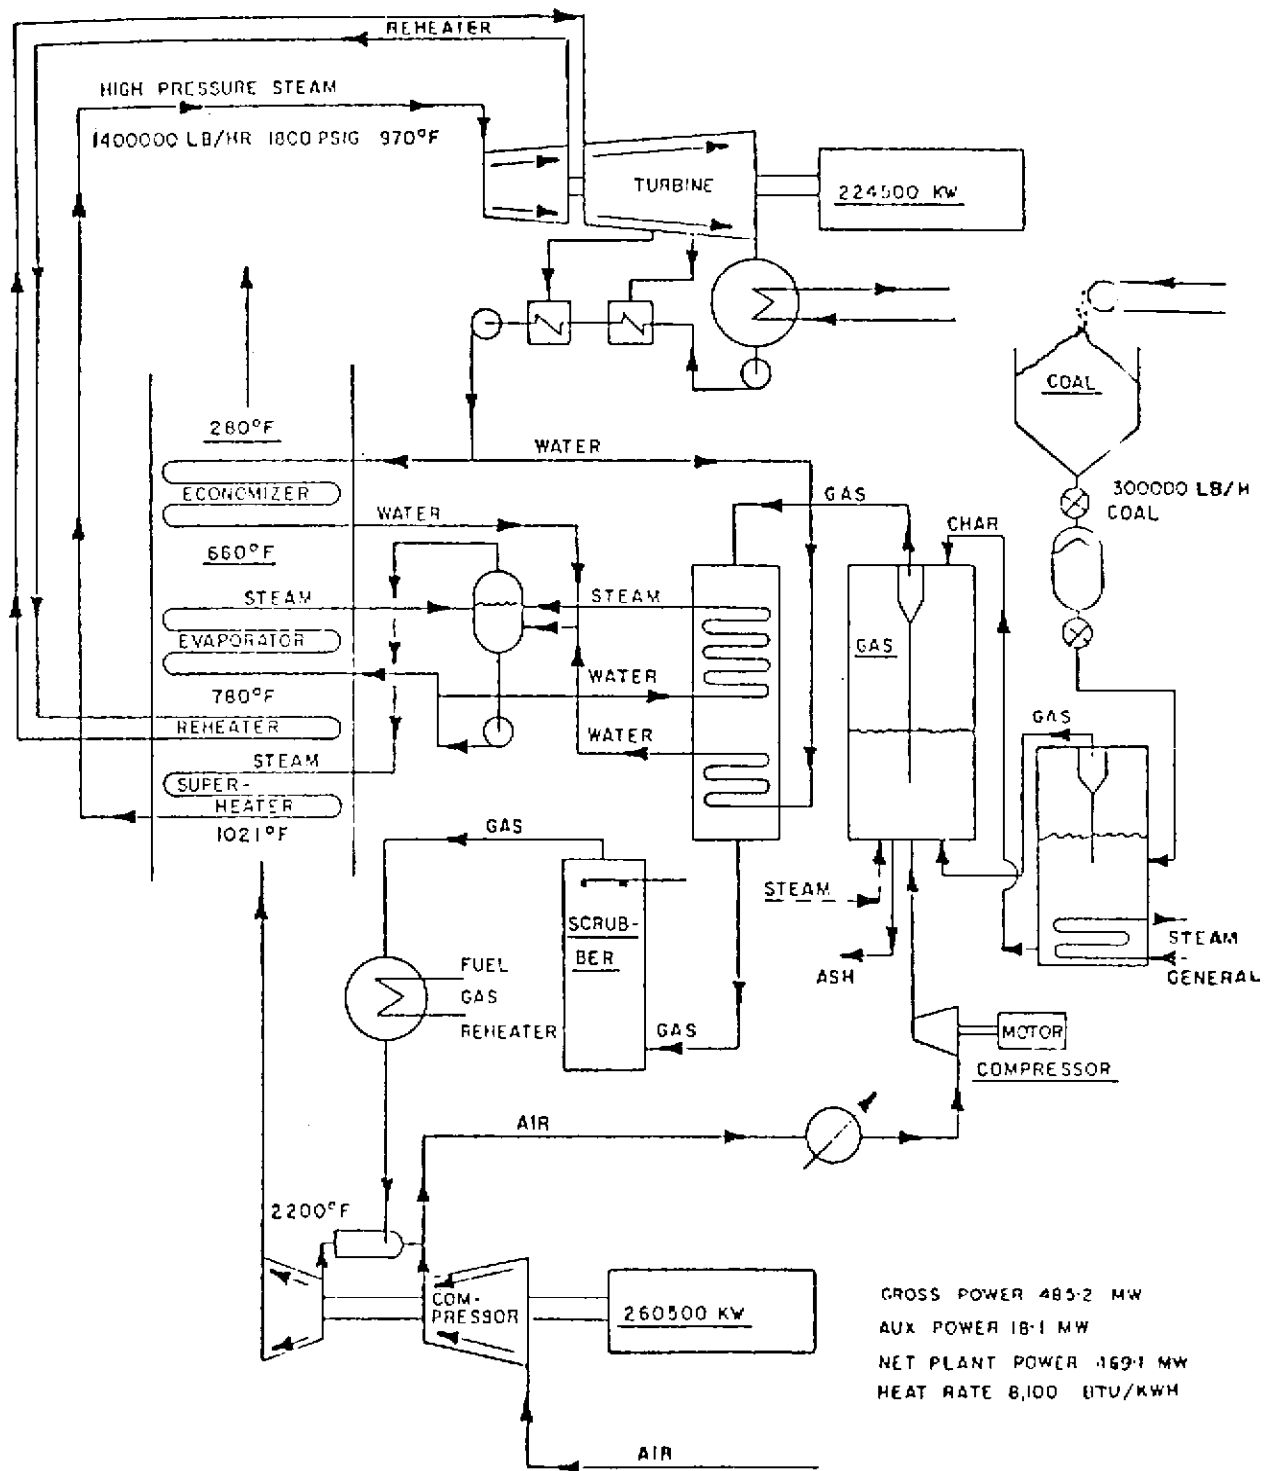 REHEATER
HIGH PRESSURE STEAM
1400000 LB/HR 1800 PSIG 970°F
TURBINE
224500 KW
COAL
300000 LB/H
COAL
280°F
WATER
ECONOMIZER
WATER
GAS
CHAR
660°F
STEAM
STEAM
EVAPORATOR
GAS
WATER
780°F
REHEATER
WATER
GAS
STEAM
SUPER-
HEATER
1021°F
GAS
STEAM
SCRUB-
BER
STEAM
GENERAL
ASH
FUEL
GAS
REHEATER
GAS
MOTOR
COMPRESSOR
AIR
2200°F
COM-
PRESSOR
260500 KW
GROSS POWER 485·2 MW
AUX POWER 18·1 MW
NET PLANT POWER 469·1 MW
HEAT RATE 8,100 BTU/KWH
AIR